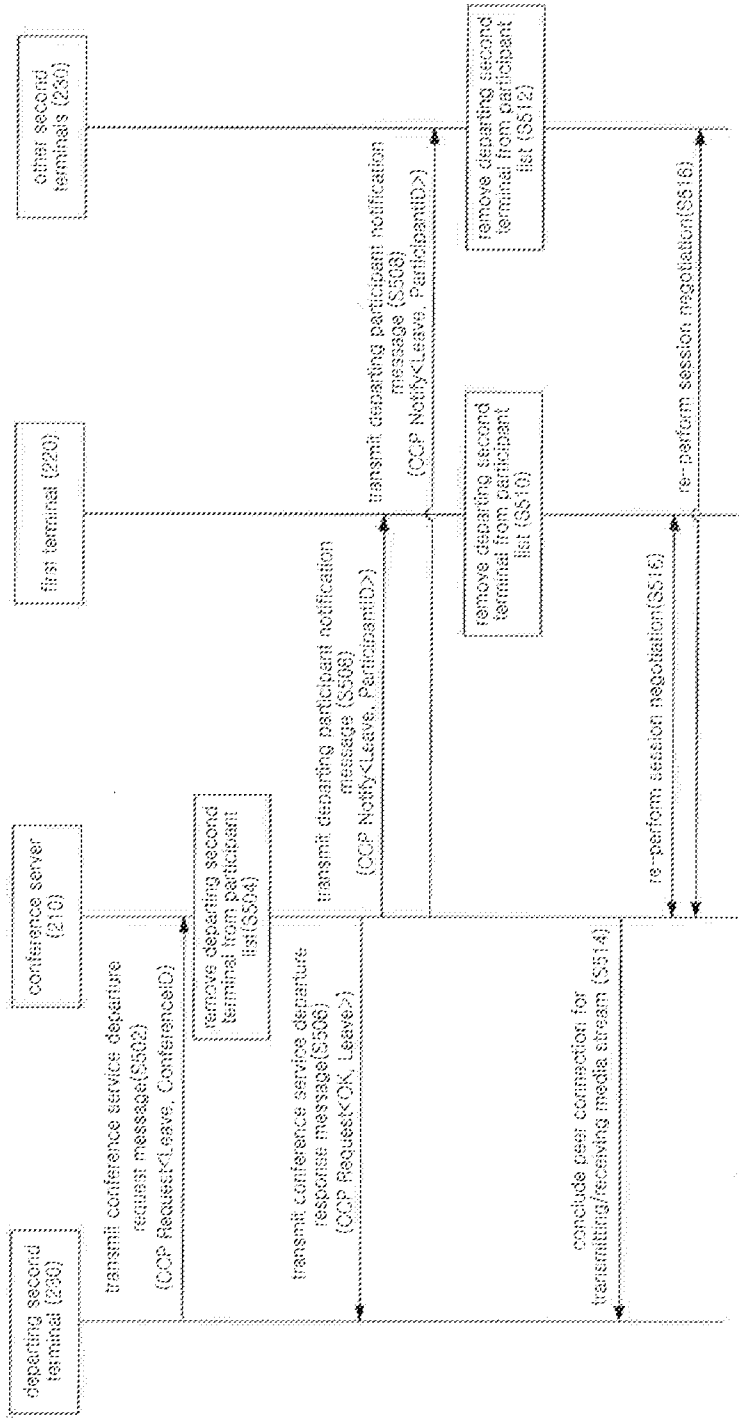 departing second
terminal (230)
conference server
(210)
first terminal (220)
other second
terminals (230)
transmit conference service departure
request message(S502)
(CCP Request<Leave, ConferenceID)
remove departing second
terminal from participant
list(S504)
transmit conference service departure
response message(S506)
(CCP Request<OK, Leave>)
transmit departing participant notification
message (S508)
(CCP Notify<Leave, ParticipantID>)
transmit departing participant notification
message (S508)
(CCP Notify<Leave, ParticipantID>)
remove departing second
terminal from participant
list (S510)
remove departing second
terminal from participant
list (S512)
conclude peer connection for
transmitting/receiving media stream (S514)
re-perform session negotiation(S516)
re-perform session negotiation(S516)